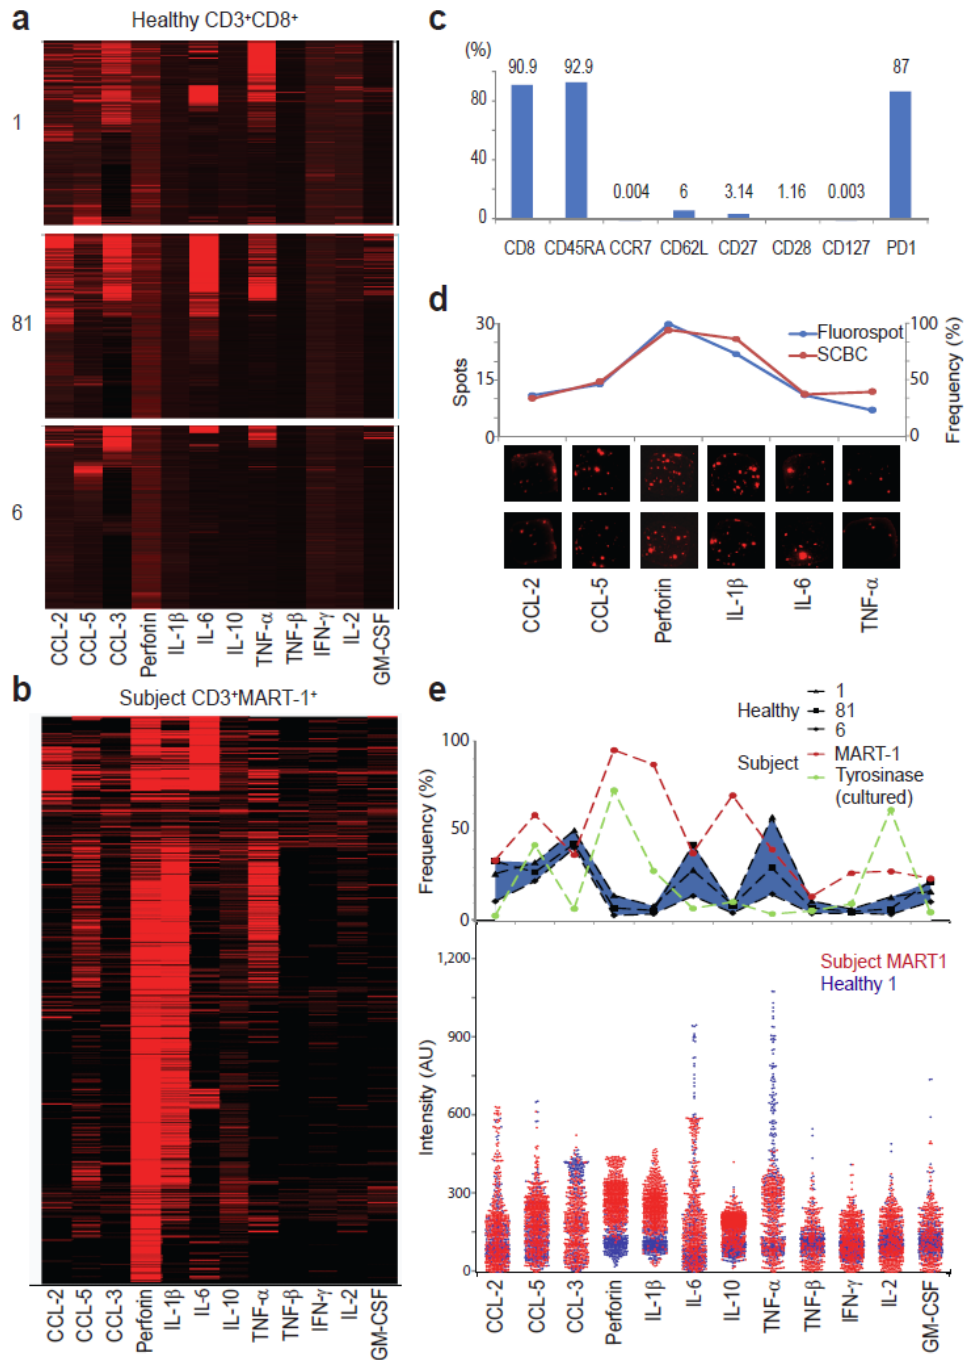 a
Healthy CD3⁺CD8⁺
1
81
6
CCL-2 CCL-5 CCL-3 Perforin IL-1β IL-6 IL-10 TNF-α TNF-β IFN-γ IL-2 GM-CSF
b
Subject CD3⁺MART-1⁺
CCL-2 CCL-5 CCL-3 Perforin IL-1β IL-6 IL-10 TNF-α TNF-β IFN-γ IL-2 GM-CSF
c
(%)
90.9 92.9 0.004 6 3.14 1.16 0.003 87
80
40
0
CD8 CD45RA CCR7 CD62L CD27 CD28 CD127 PD1
d
30
15
0
Spots
Fluorospot
SCBC
100
50
0
Frequency (%)
CCL-2 CCL-5 Perforin IL-1β IL-6 TNF-α
e
Healthy
1
81
6
Subject
MART-1
Tyrosinase
(cultured)
100
50
0
Frequency (%)
Subject MART1
Healthy 1
1,200
900
600
300
0
Intensity (AU)
CCL-2 CCL-5 CCL-3 Perforin IL-1β IL-6 IL-10 TNF-α TNF-β IFN-γ IL-2 GM-CSF